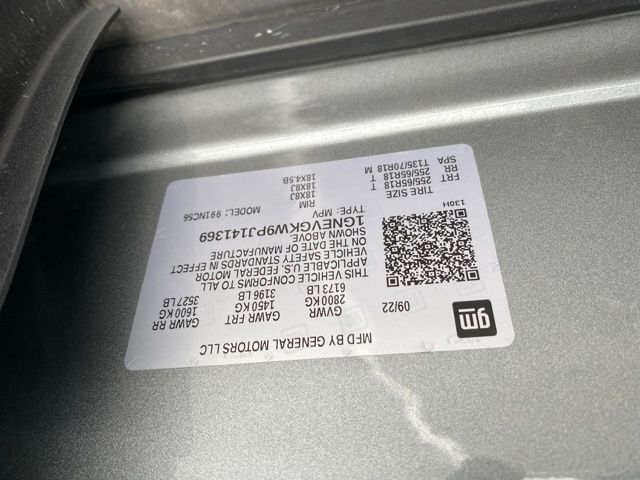 gm
MFD BY GENERAL MOTORS LLC
09/22
GVWR GAWR FRT GAWR RR
2800 KG 1450 KG 1600 KG
6173 LB 3196 LB 3527 LB
THIS VEHICLE CONFORMS TO ALL
APPLICABLE U.S. FEDERAL MOTOR
VEHICLE SAFETY STANDARDS IN EFFECT
ON THE DATE OF MANUFACTURE
SHOWN ABOVE.
1GNEVGKW9PJ141369
TYPE: MPV MODEL: 991NC56
130H
TIRE SIZE RIM
FRT 255/65R18 T 18X8J
RR 255/65R18 T 18X8J
SPA T135/70R18 M 18X4.5B